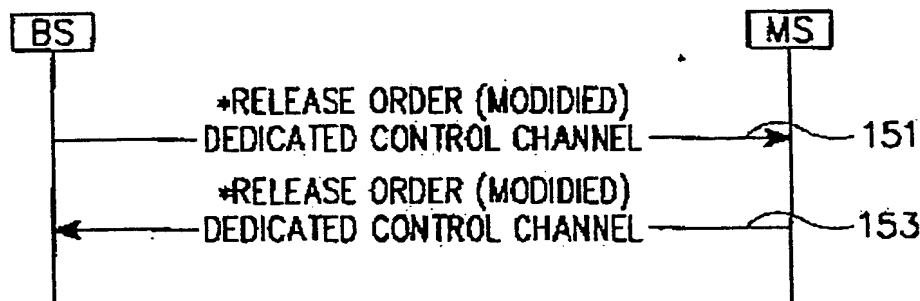 BS
MS
*RELEASE ORDER (MODIDIED)
DEDICATED CONTROL CHANNEL
151
*RELEASE ORDER (MODIDIED)
DEDICATED CONTROL CHANNEL
153